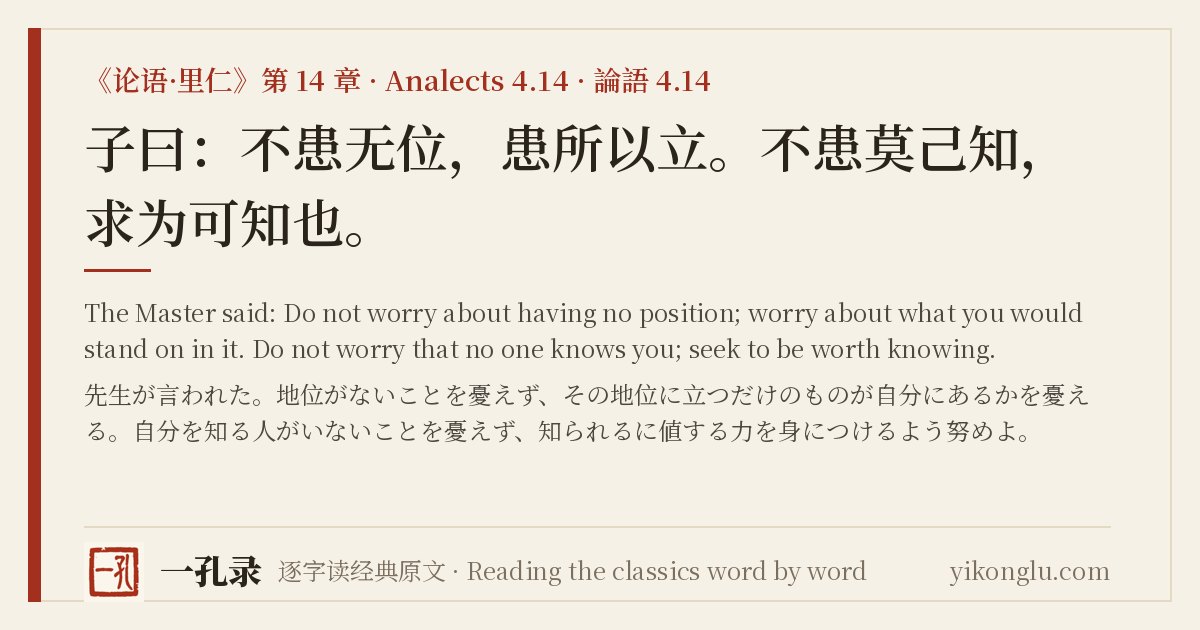 《论语·里仁》第 14 章 · Analects 4.14 · 論語 4.14
子曰：不患无位，患所以立。不患莫己知，
求为可知也。
The Master said: Do not worry about having no position; worry about what you would
stand on in it. Do not worry that no one knows you; seek to be worth knowing.
先生が言われた。地位がないことを憂えず、その地位に立つだけのものが自分にあるかを憂え
る。自分を知る人がいないことを憂えず、知られるに値する力を身につけるよう努めよ。
一孔
一孔录 逐字读经典原文 · Reading the classics word by word yikonglu.com